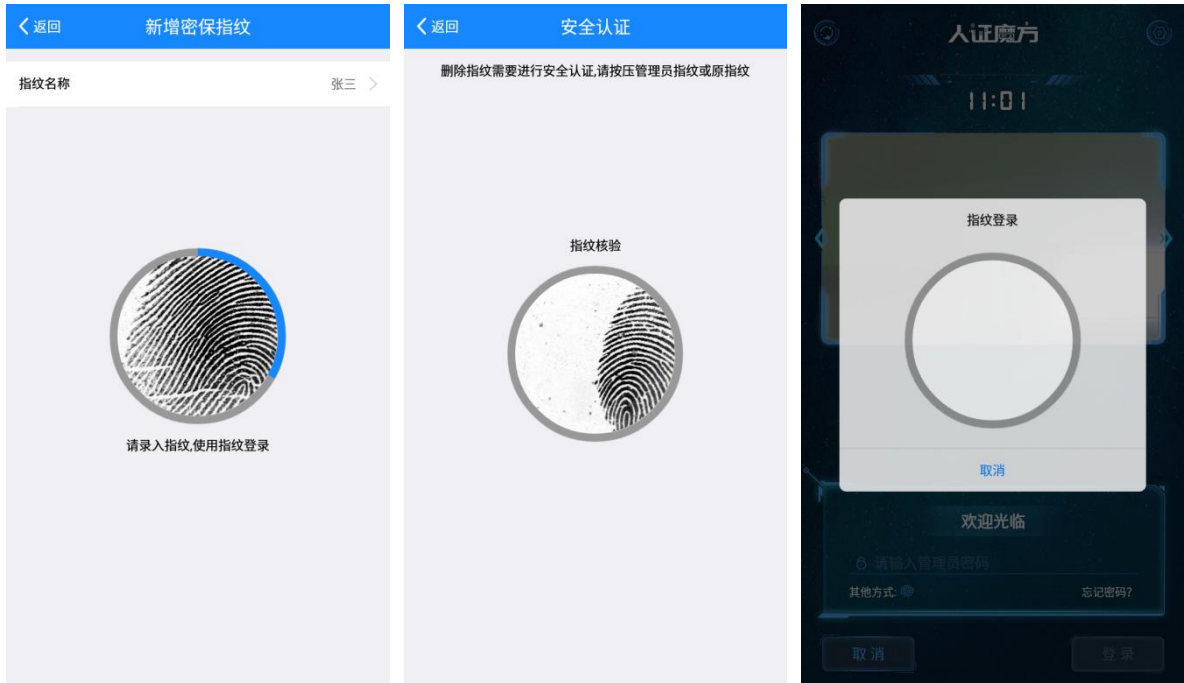 返回
新增密保指纹
指纹名称
张三
请录入指纹,使用指纹登录
返回
安全认证
删除指纹需要进行安全认证,请按压管理员指纹或原指纹
指纹核验
人证魔方
11:01
指纹登录
取消
欢迎光临
请输入管理员密码
其他方式:
忘记密码?
取消
登录